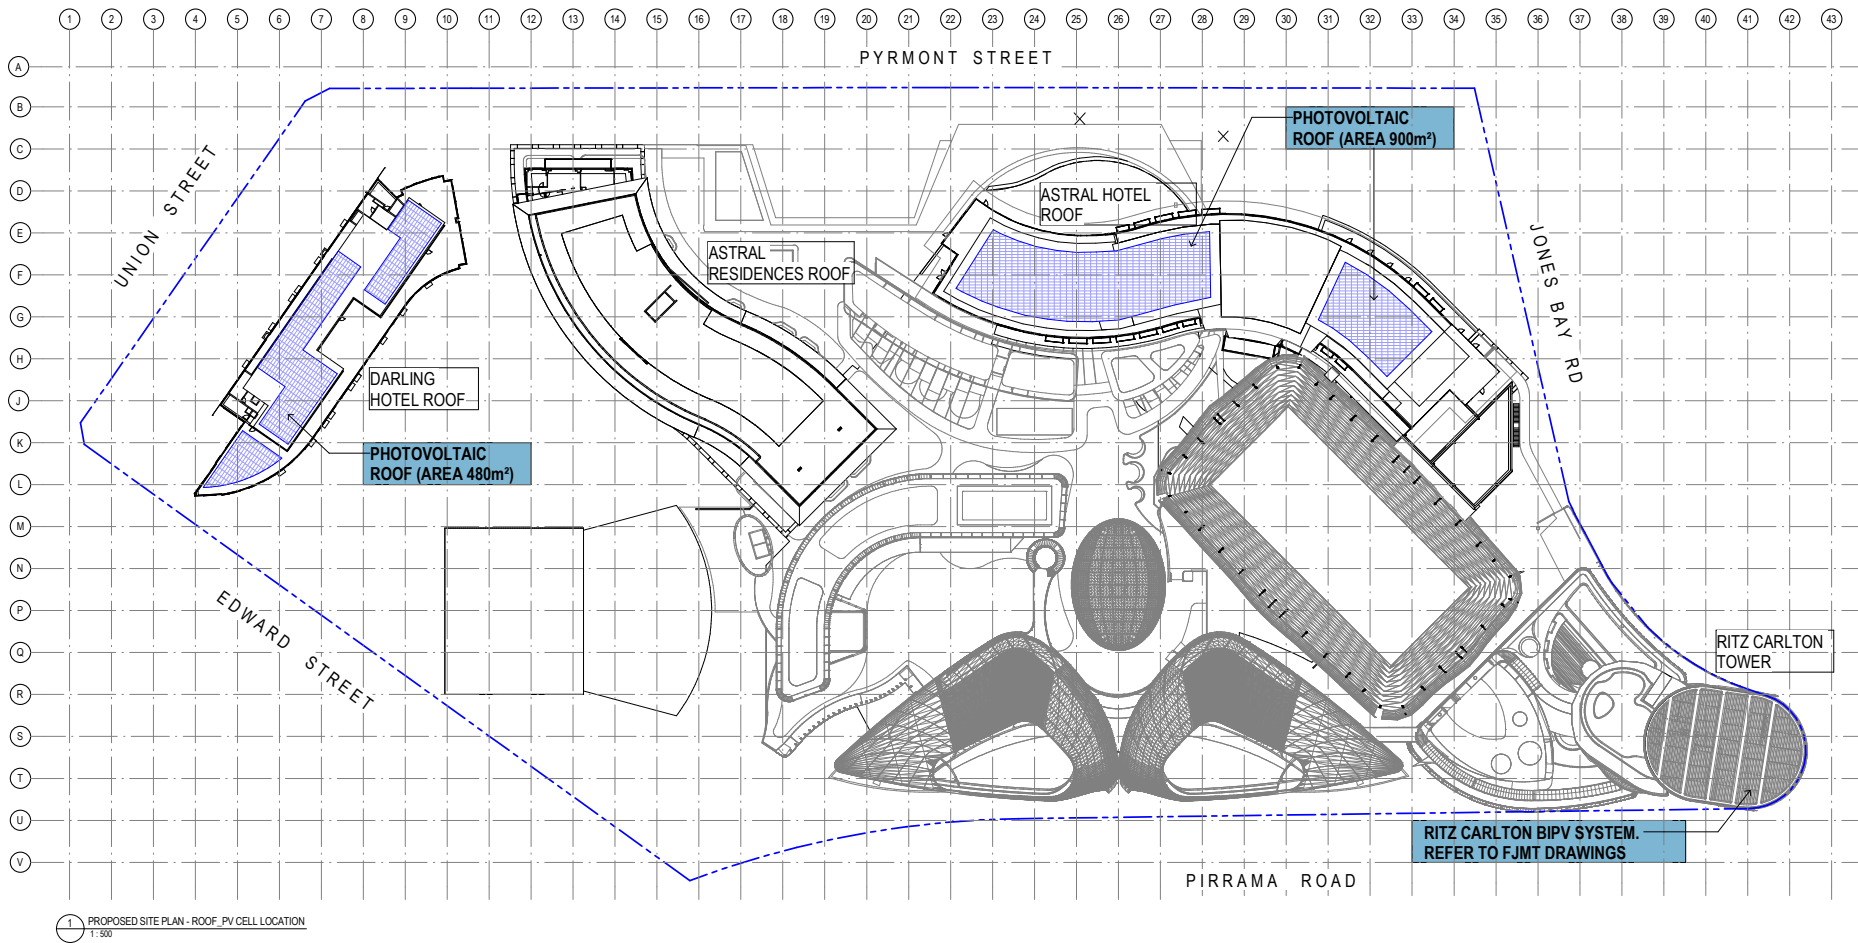 1 2 3 4 5 6 7 8 9 10 11 12 13 14 15 16 17 18 19 20 21 22 23 24 25 26 27 28 29 30 31 32 33 34 35 36 37 38 39 40 41 42 43
A
B
C
D
E
F
G
H
J
K
L
M
N
P
Q
R
S
T
U
V
PYRMONT STREET
UNION STREET
JONES BAY RD
EDWARD STREET
PIRRAMA ROAD
PHOTOVOLTAIC
ROOF (AREA 900m²)
ASTRAL HOTEL
ROOF
ASTRAL
RESIDENCES ROOF
DARLING
HOTEL ROOF
PHOTOVOLTAIC
ROOF (AREA 480m²)
RITZ CARLTON
TOWER
RITZ CARLTON BIPV SYSTEM.
REFER TO FJMT DRAWINGS
1
PROPOSED SITE PLAN - ROOF_PV CELL LOCATION
1 : 500